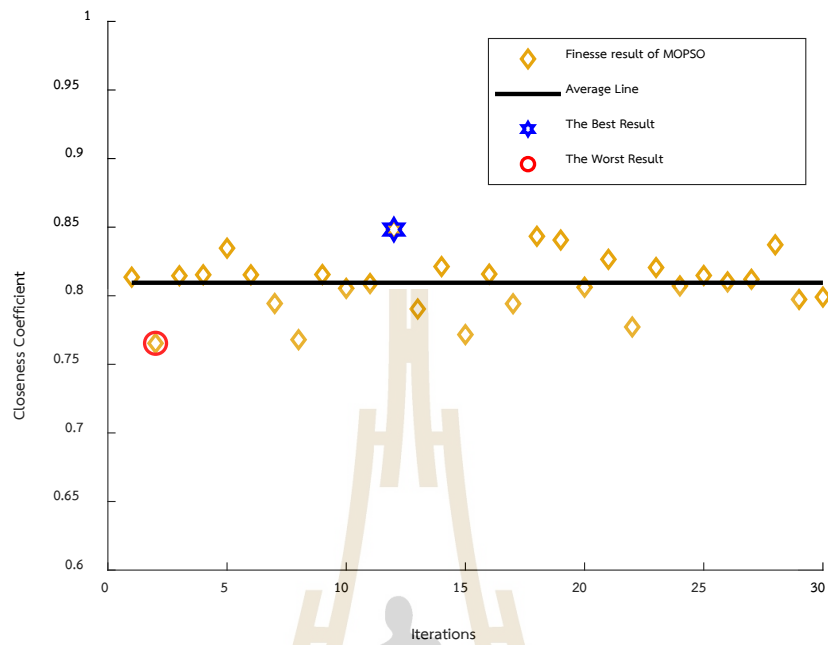 1
0.95
0.9
0.85
0.8
0.75
0.7
0.65
0.6
Closeness Coefficient
Finesse result of MOPSO
Average Line
The Best Result
The Worst Result
0 5 10 15 20 25 30
Iterations